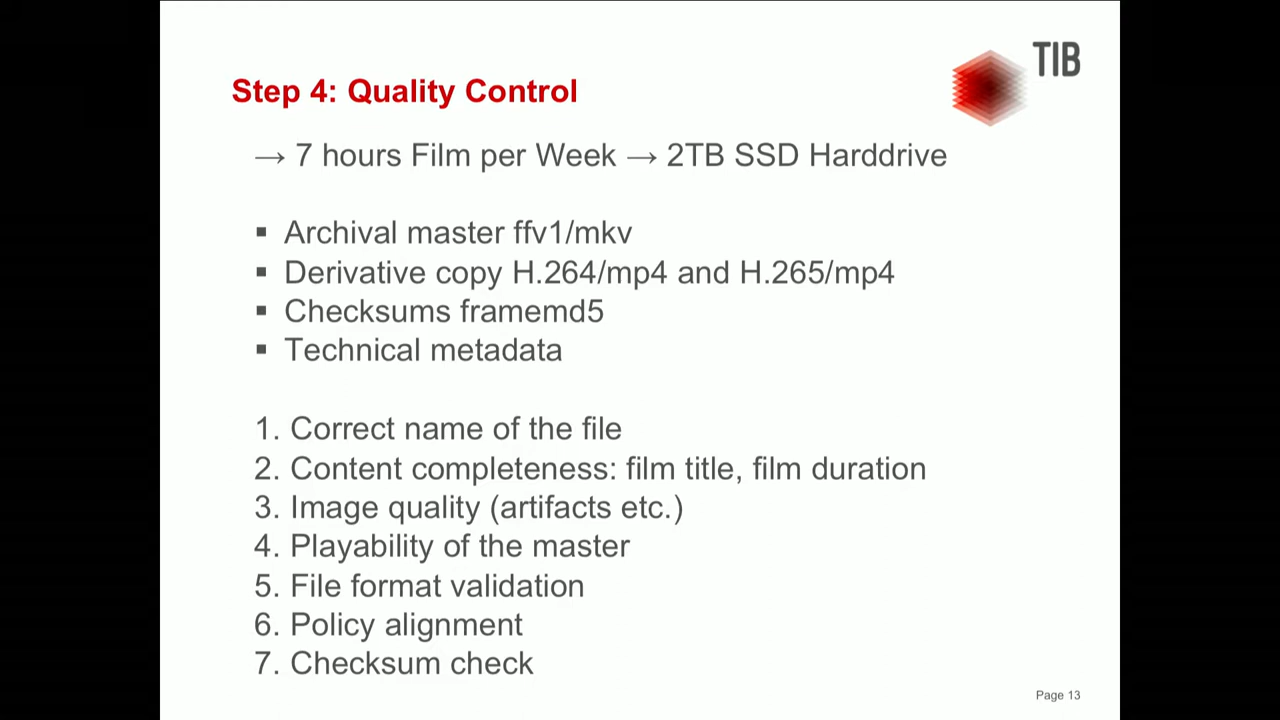 TIB
Step 4: Quality Control
→ 7 hours Film per Week → 2TB SSD Harddrive
▪ Archival master ffv1/mkv
▪ Derivative copy H.264/mp4 and H.265/mp4
▪ Checksums framemd5
▪ Technical metadata
1. Correct name of the file
2. Content completeness: film title, film duration
3. Image quality (artifacts etc.)
4. Playability of the master
5. File format validation
6. Policy alignment
7. Checksum check
Page 13